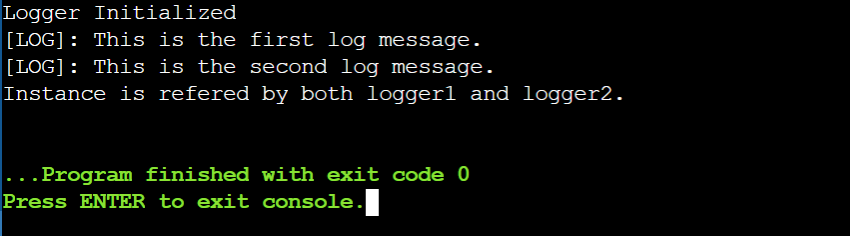 Logger Initialized
[LOG]: This is the first log message.
[LOG]: This is the second log message.
Instance is refered by both logger1 and logger2.
...Program finished with exit code 0
Press ENTER to exit console.